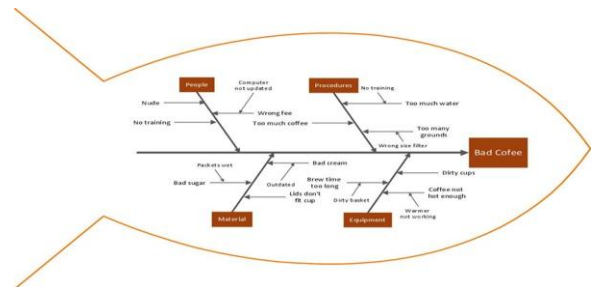 People
Procedures
Computer
not updated
No training
Nude
Too much water
Wrong fee
No training
Too much coffee
Too many
grounds
Wrong size filter
Bad Cofee
Packets wet
Bad cream
Dirty cups
Bad sugar
Outdated
Brew time
too long
Coffee not
hot enough
Lids don't
fit cup
Dirty basket
Warmer
not working
Material
Equipment